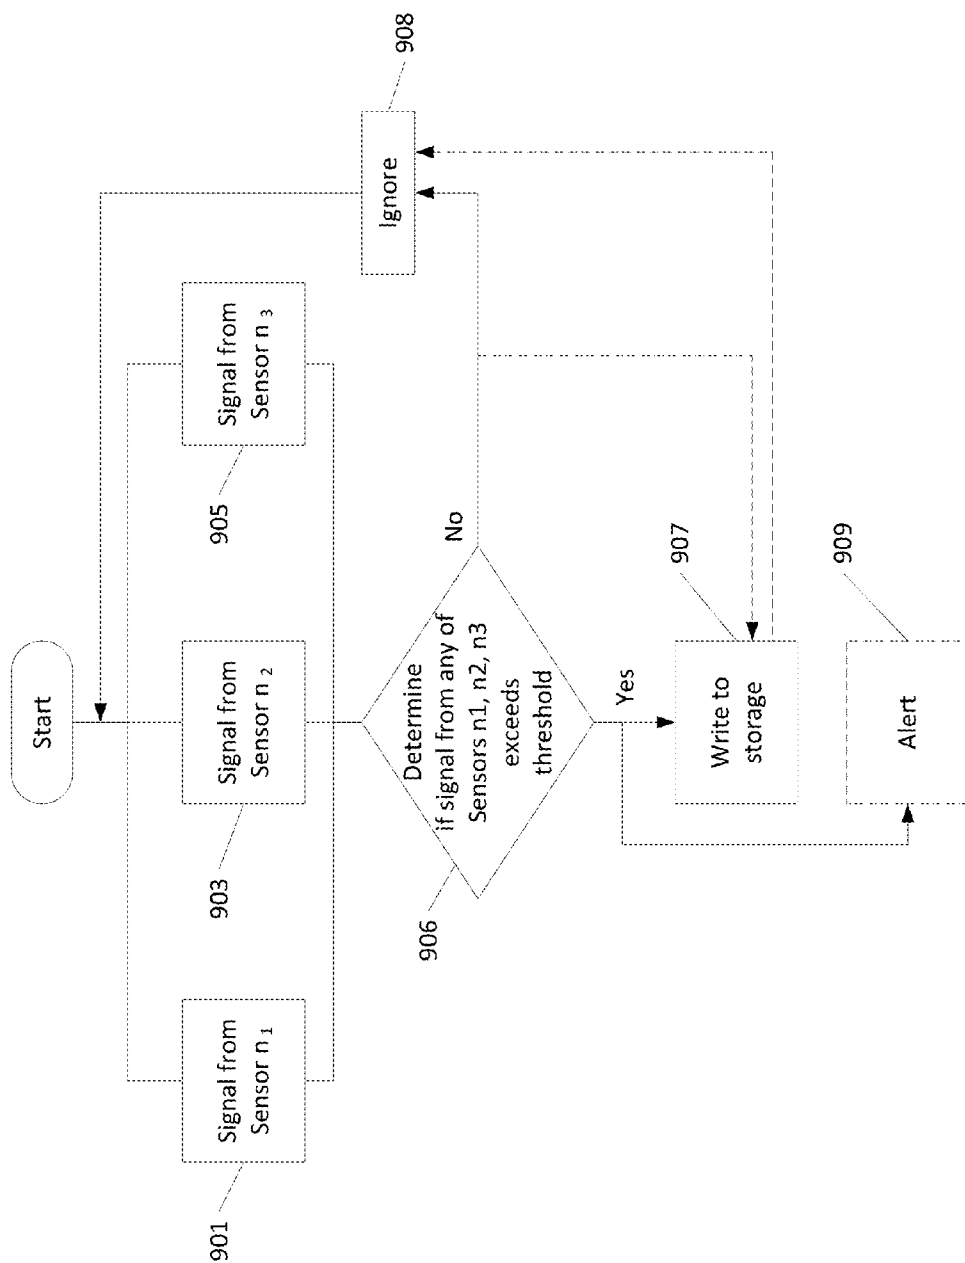 Start
Signal from
Sensor n 1
901
Signal from
Sensor n 2
903
Signal from
Sensor n 3
905
Determine
if signal from any of
Sensors n1, n2, n3
exceeds
threshold
906
No
Ignore
908
Yes
Write to
storage
907
Alert
909